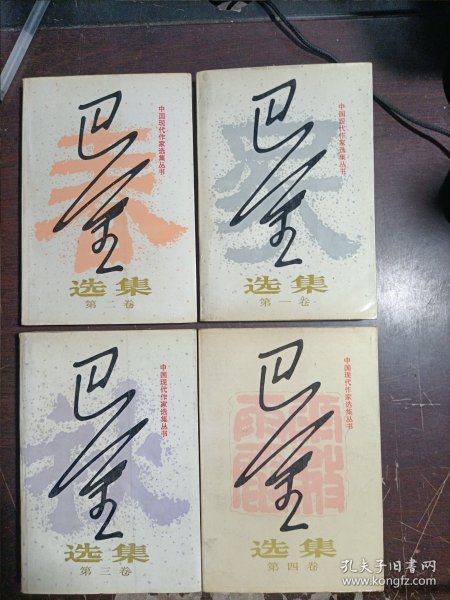 中国现代作家选集丛书
巴金
春
选集
第二卷
中国现代作家选集丛书
巴金
家
选集
第一卷
中国现代作家选集丛书
巴金
秋
选集
第三卷
中国现代作家选集丛书
巴金
选集
第四卷
孔夫子旧书网
www.kongfz.com